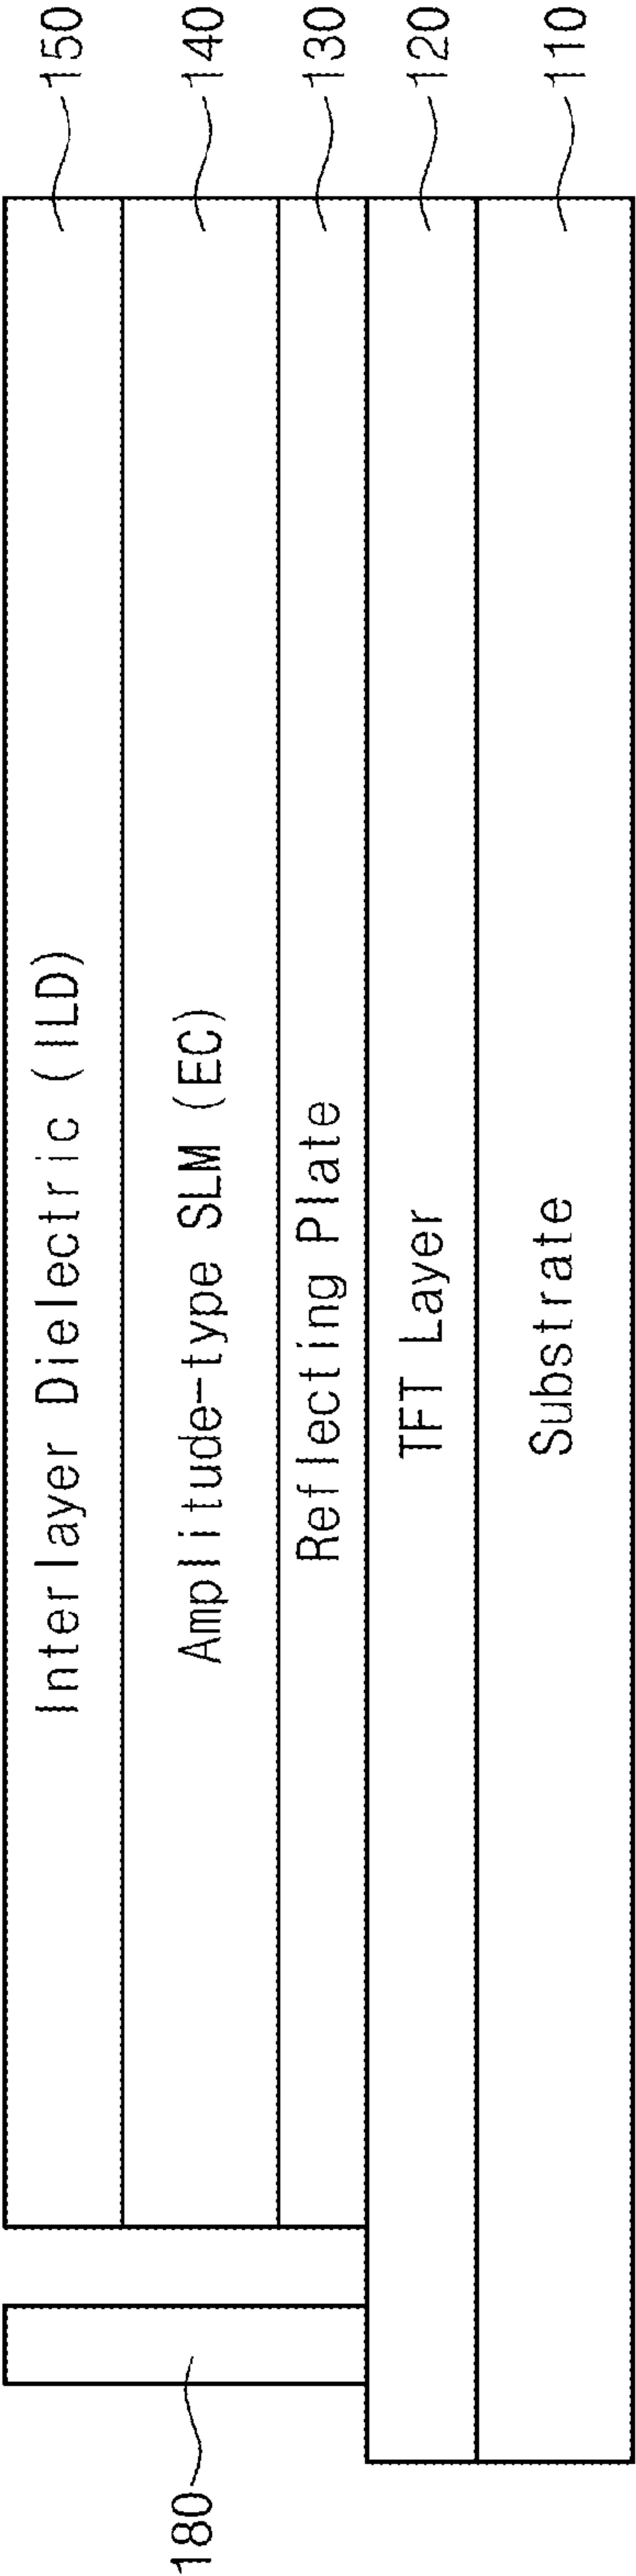 180
Interlayer Dielectric (ILD)
150
Amplitude-type SLM (EC)
140
Reflecting Plate
130
TFT Layer
120
Substrate
110